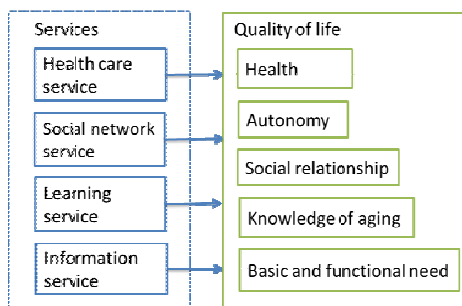 Services
Health care
service
Social network
service
Learning
service
Information
service
Quality of life
Health
Autonomy
Social relationship
Knowledge of aging
Basic and functional need